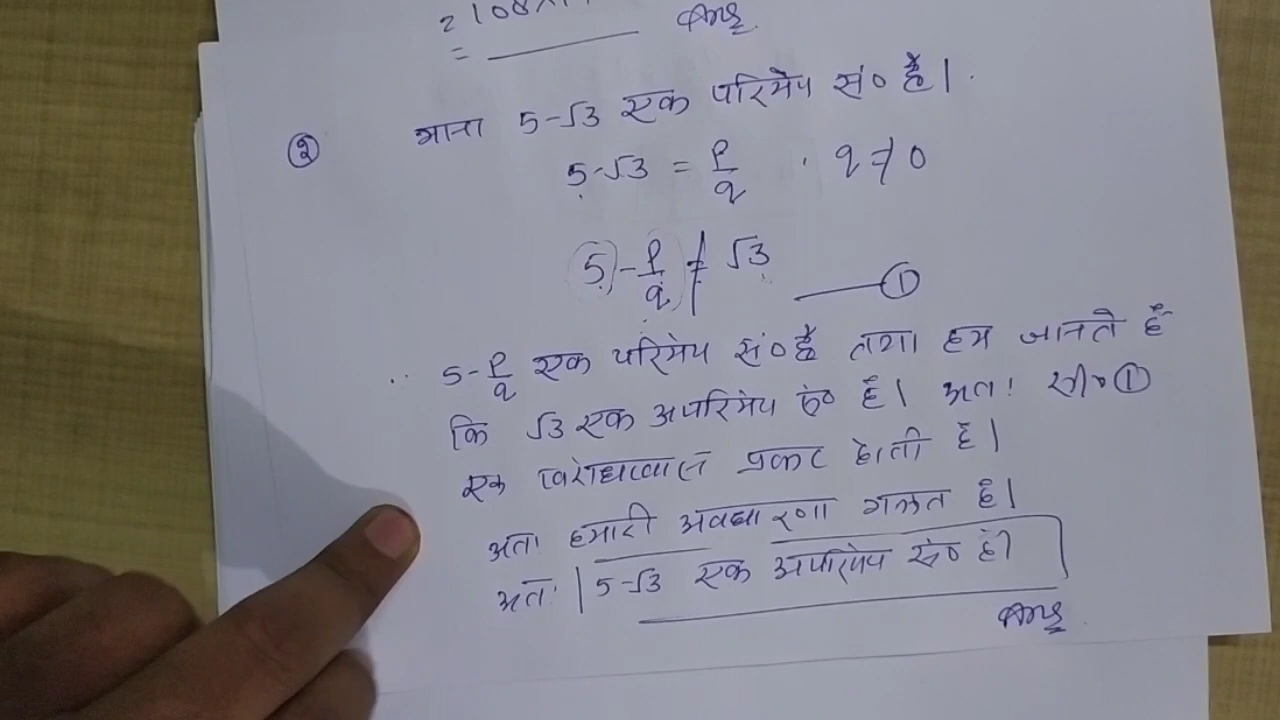 = Ans
② माना 5-√3 एक परिमेय सं० है।
5-√3 = p/q , q ≠ 0
5 - p/q ≠ √3 —— ①
∵ 5-p/q एक परिमेय सं० है तथा हम जानते हैं
कि √3 एक अपरिमेय सं० है। अतः समी० ①
एक प्रकट होती है।
अतः हमारी अवधारणा गलत है।
अतः 5-√3 एक अपरिमेय सं० है।
Ans